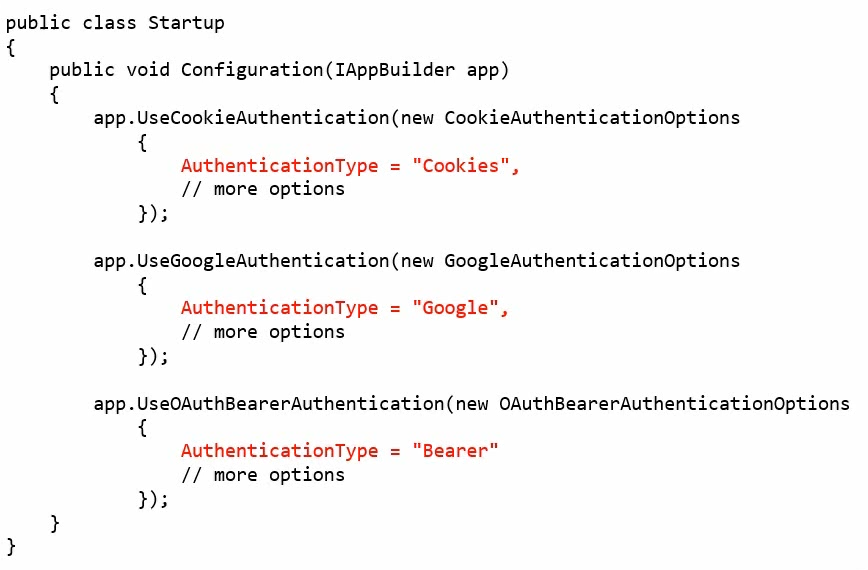 public class Startup
{
    public void Configuration(IAppBuilder app)
    {
        app.UseCookieAuthentication(new CookieAuthenticationOptions
            {
                AuthenticationType = "Cookies",
                // more options
            });

        app.UseGoogleAuthentication(new GoogleAuthenticationOptions
            {
                AuthenticationType = "Google",
                // more options
            });

        app.UseOAuthBearerAuthentication(new OAuthBearerAuthenticationOptions
            {
                AuthenticationType = "Bearer"
                // more options
            });
    }
}